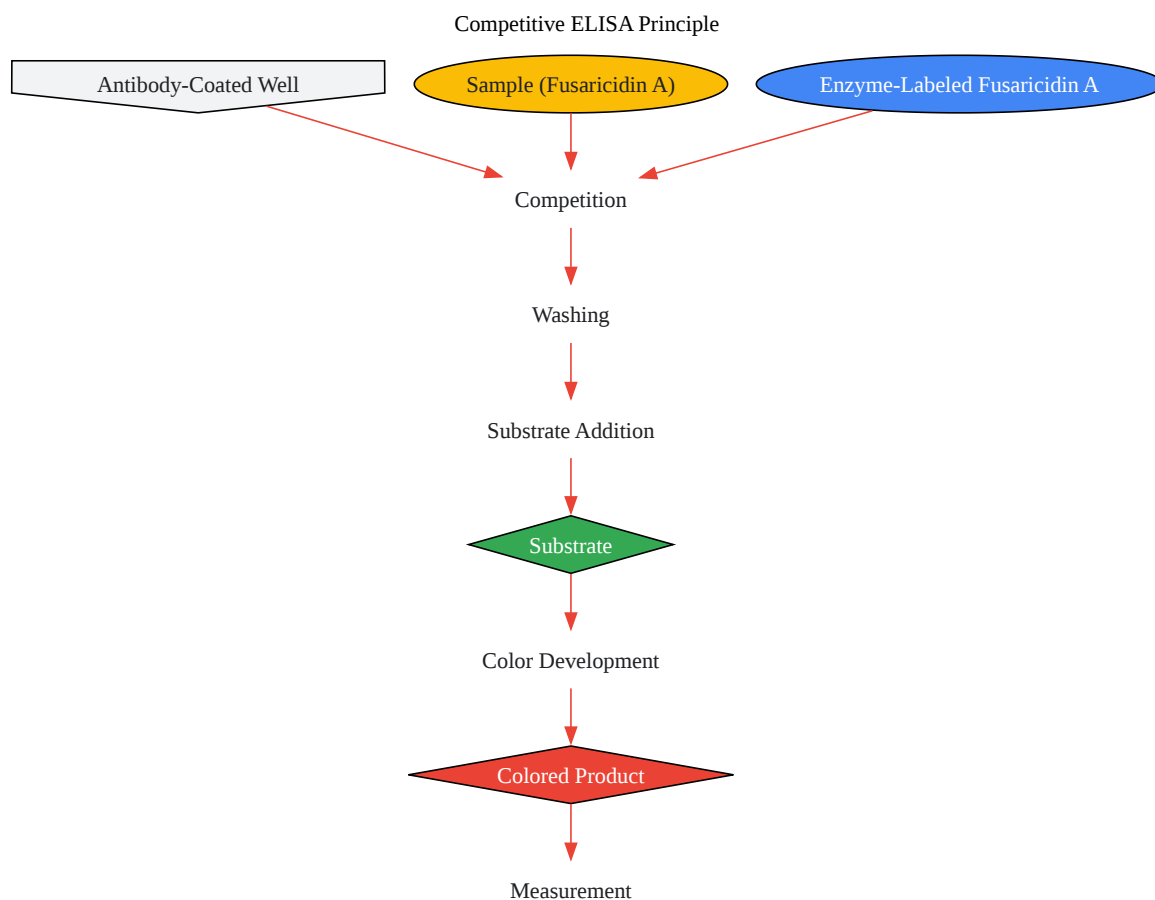 Competitive ELISA Principle
Antibody-Coated Well
Sample (Fusaricidin A)
Enzyme-Labeled Fusaricidin A
Competition
Washing
Substrate Addition
Substrate
Color Development
Colored Product
Measurement